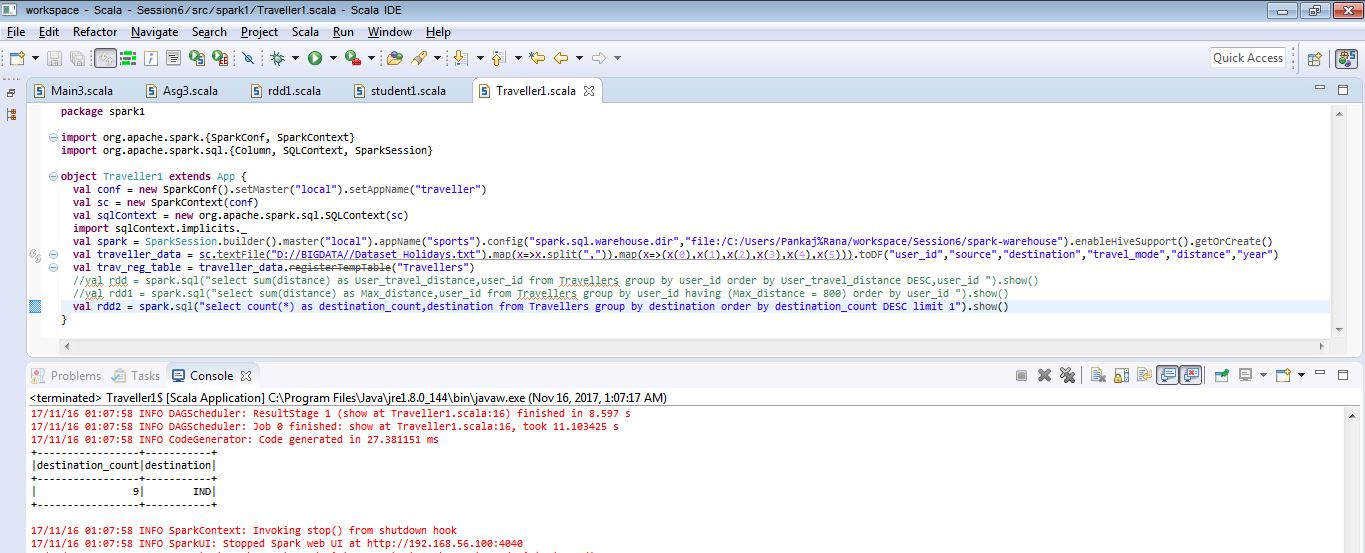 workspace - Scala - Session6/src/spark1/Traveller1.scala - Scala IDE
File Edit Refactor Navigate Search Project Scala Run Window Help
Quick Access
Main3.scala Asg3.scala rdd1.scala student1.scala Traveller1.scala
package spark1
import org.apache.spark.{SparkConf, SparkContext}
import org.apache.spark.sql.{Column, SQLContext, SparkSession}
object Traveller1 extends App {
val conf = new SparkConf().setMaster("local").setAppName("traveller")
val sc = new SparkContext(conf)
val sqlContext = new org.apache.spark.sql.SQLContext(sc)
import sqlContext.implicits._
val spark = SparkSession.builder().master("local").appName("sports").config("spark.sql.warehouse.dir","file:/C:/Users/Pankaj%Rana/workspace/Session6/spark-warehouse").enableHiveSupport().getOrCreate()
val traveller_data = sc.textFile("D://BIGDATA//Dataset_Holidays.txt").map(x=>x.split(",")).map(x=>(x(0),x(1),x(2),x(3),x(4),x(5))).toDF("user_id","source","destination","travel_mode","distance","year")
val trav_reg_table = traveller_data.registerTempTable("Travellers")
//val rdd = spark.sql("select sum(distance) as User_travel_distance,user_id from Travellers group by user_id order by User_travel_distance DESC,user_id ").show()
//val rdd1 = spark.sql("select sum(distance) as Max_distance,user_id from Travellers group by user_id having (Max_distance = 800) order by user_id ").show()
val rdd2 = spark.sql("select count(*) as destination_count,destination from Travellers group by destination order by destination_count DESC limit 1").show()
}
Problems Tasks Console
<terminated> Traveller1$ [Scala Application] C:\Program Files\Java\jre1.8.0_144\bin\javaw.exe (Nov 16, 2017, 1:07:17 AM)
17/11/16 01:07:58 INFO DAGScheduler: ResultStage 1 (show at Traveller1.scala:16) finished in 8.597 s
17/11/16 01:07:58 INFO DAGScheduler: Job 0 finished: show at Traveller1.scala:16, took 11.103425 s
17/11/16 01:07:58 INFO CodeGenerator: Code generated in 27.381151 ms
+-----------------+-----------+
|destination_count|destination|
+-----------------+-----------+
| 9| IND|
+-----------------+-----------+
17/11/16 01:07:58 INFO SparkContext: Invoking stop() from shutdown hook
17/11/16 01:07:58 INFO SparkUI: Stopped Spark web UI at http://192.168.56.100:4040